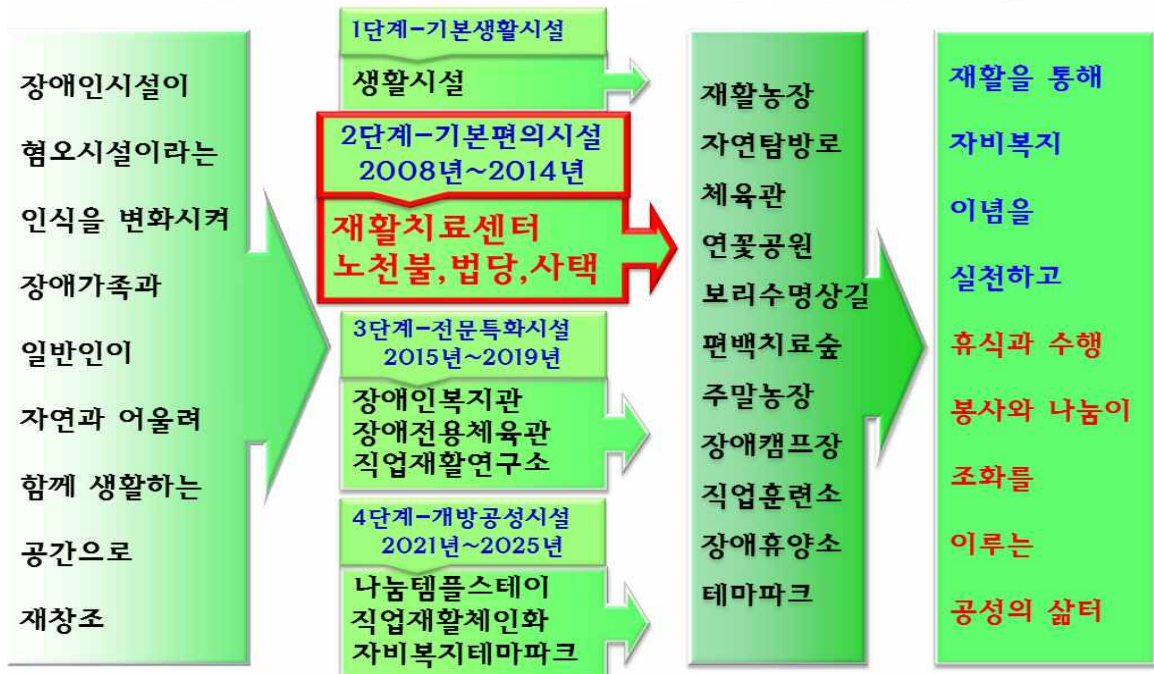 장애인시설이
혐오시설이라는
인식을 변화시켜
장애가족과
일반인이
자연과 어울려
함께 생활하는
공간으로
재창조
1단계-기본생활시설
생활시설
2단계-기본편의시설
2008년~2014년
재활치료센터
노천불,법당,사택
3단계-전문특화시설
2015년~2019년
장애인복지관
장애전용체육관
직업재활연구소
4단계-개방공성시설
2021년~2025년
나눔템플스테이
직업재활체인화
자비복지테마파크
재활농장
자연탐방로
체육관
연꽃공원
보리수명상길
편백치료숲
주말농장
장애캠프장
직업훈련소
장애휴양소
테마파크
재활을 통해
자비복지
이념을
실천하고
휴식과 수행
봉사와 나눔이
조화를
이루는
공성의 삶터